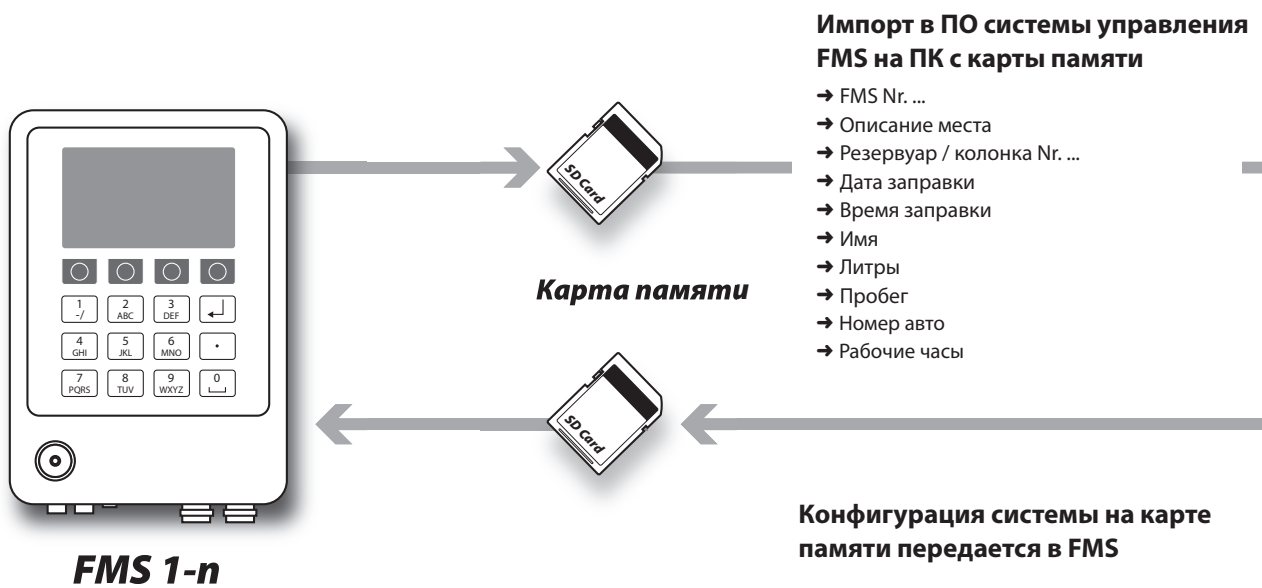 Импорт в ПО системы управления
FMS на ПК с карты памяти
➔ FMS Nr. ...
➔ Описание места
➔ Резервуар / колонка Nr. ...
➔ Дата заправки
➔ Время заправки
➔ Имя
➔ Литры
➔ Пробег
➔ Номер авто
➔ Рабочие часы
SD Card
Карта памяти
1 2 3
-/ ABC DEF
4 5 6 .
GHI JKL MNO
7 8 9 0
PQRS TUV WXYZ
SD Card
Конфигурация системы на карте
памяти передается в FMS
FMS 1-n